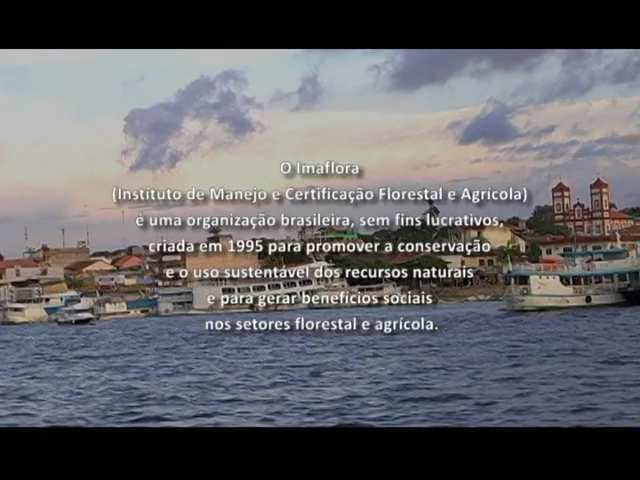 O Imaflora
(Instituto de Manejo e Certificação Florestal e Agrícola)
é uma organização brasileira, sem fins lucrativos,
criada em 1995 para promover a conservação
e o uso sustentável dos recursos naturais
e para gerar benefícios sociais
nos setores florestal e agrícola.